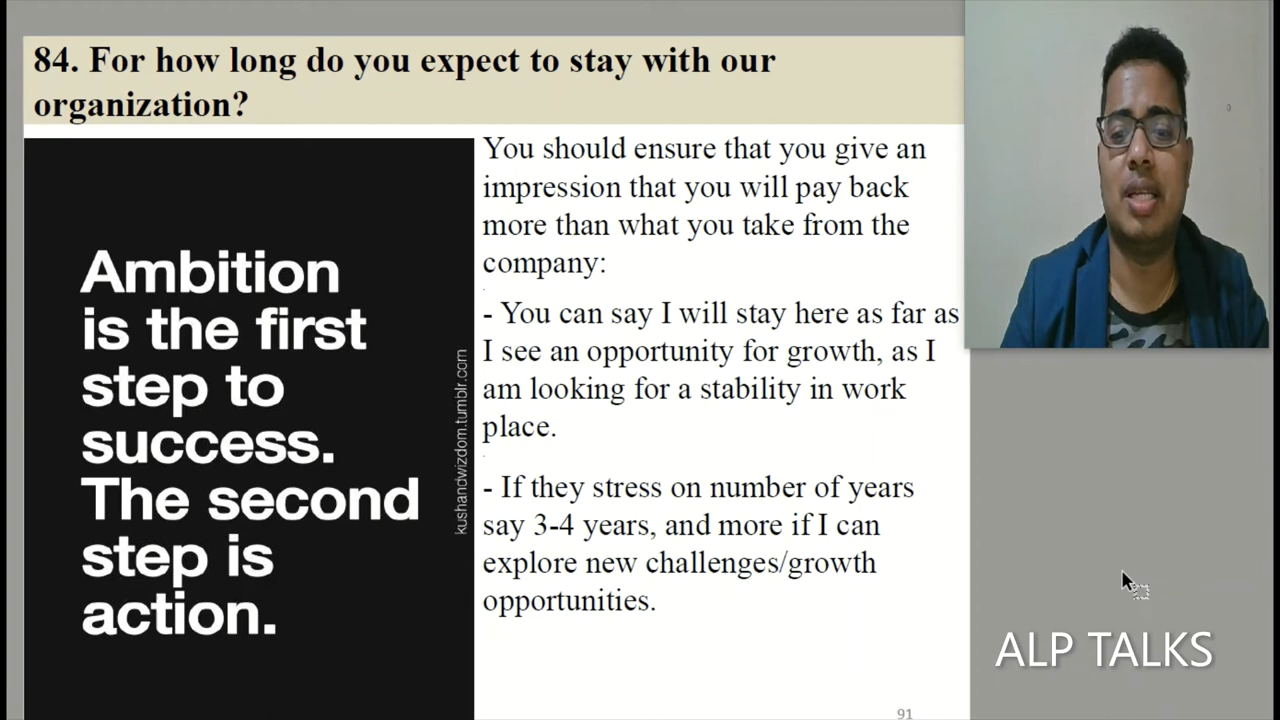 84. For how long do you expect to stay with our
organization?
Ambition
is the first
step to
success.
The second
step is
action.
kushandwizdom.tumblr.com
You should ensure that you give an
impression that you will pay back
more than what you take from the
company:
- You can say I will stay here as far as
I see an opportunity for growth, as I
am looking for a stability in work
place.
- If they stress on number of years
say 3-4 years, and more if I can
explore new challenges/growth
opportunities.
ALP TALKS
91